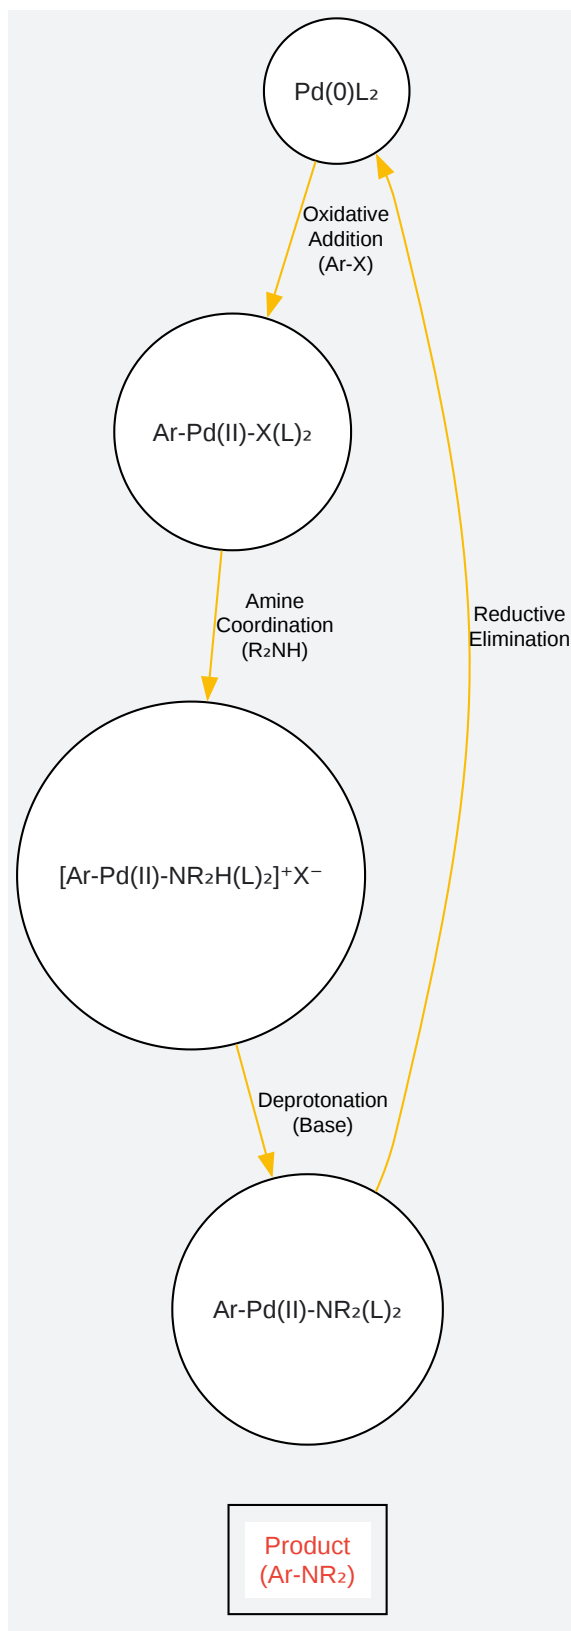 Pd(0)L₂
Oxidative
Addition
(Ar-X)
Ar-Pd(II)-X(L)₂
Amine
Coordination
(R₂NH)
Reductive
Elimination
[Ar-Pd(II)-NR₂H(L)₂]⁺X⁻
Deprotonation
(Base)
Ar-Pd(II)-NR₂(L)₂
Product
(Ar-NR₂)